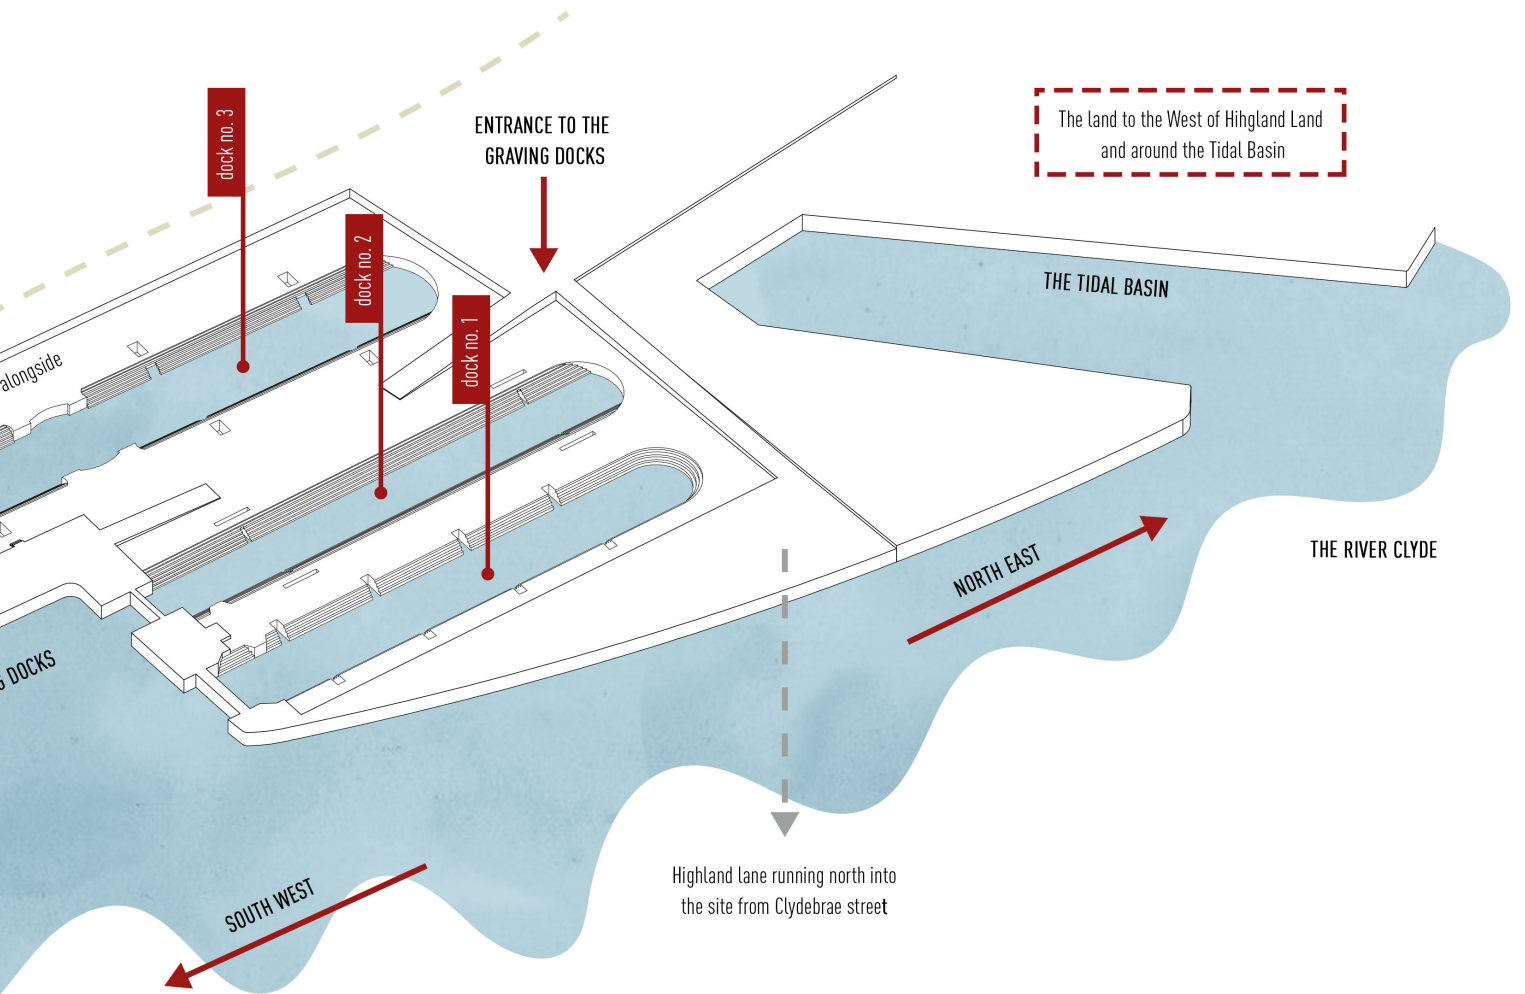 dock no. 3
dock no. 2
dock no. 1
ENTRANCE TO THE
GRAVING DOCKS
The land to the West of Hihgland Land
and around the Tidal Basin
THE TIDAL BASIN
alongside
THE RIVER CLYDE
NORTH EAST
G DOCKS
Highland lane running north into
the site from Clydebrae street
SOUTH WEST